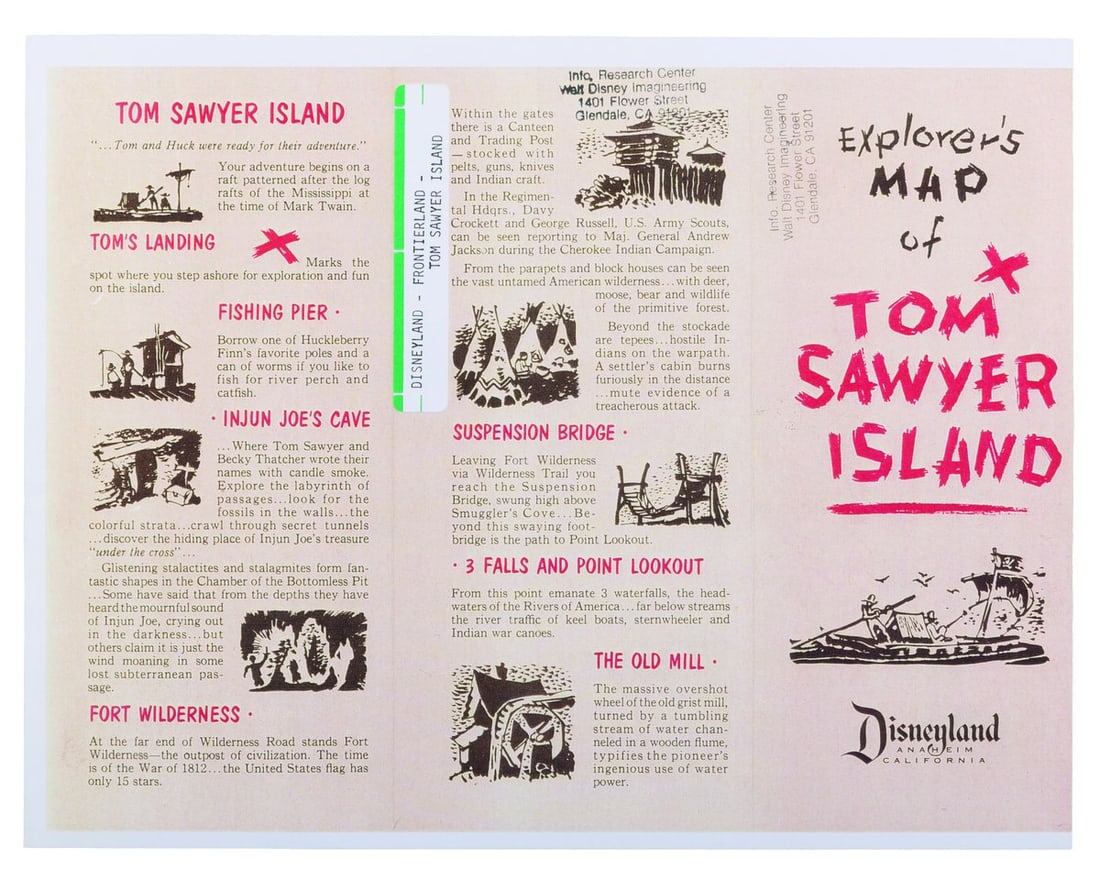 TOM SAWYER ISLAND
"... Tom and Huck were ready for their adventure."
Your adventure begins on a
raft patterned after the log
rafts of the Mississippi at
the time of Mark Twain.
TOM'S LANDING
Marks the
spot where you step ashore for exploration and fun
on the island.
FISHING PIER ·
Borrow one of Huckleberry
Finn's favorite poles and a
can of worms if you like to
fish for river perch and
catfish.
· INJUN JOE'S CAVE
...Where Tom Sawyer and
Becky Thatcher wrote their
names with candle smoke.
Explore the labyrinth of
passages...look for the
fossils in the walls...the
colorful strata...crawl through secret tunnels
...discover the hiding place of Injun Joe's treasure
"under the cross"...
Glistening stalactites and stalagmites form fan-
tastic shapes in the Chamber of the Bottomless Pit
...Some have said that from the depths they have
heard the mournful sound
of Injun Joe, crying out
in the darkness...but
others claim it is just the
wind moaning in some
lost subterranean pas-
sage.
FORT WILDERNESS ·
At the far end of Wilderness Road stands Fort
Wilderness—the outpost of civilization. The time
is of the War of 1812...the United States flag has
only 15 stars.
DISNEYLAND - FRONTIERLAND -
TOM SAWYER ISLAND
Info. Research Center
Walt Disney Imagineering
1401 Flower Street
Glendale, CA 91201
Within the gates
there is a Canteen
and Trading Post
—stocked with
pelts, guns, knives
and Indian craft.
In the Regimen-
tal Hdqrs., Davy
Crockett and George Russell, U.S. Army Scouts,
can be seen reporting to Maj. General Andrew
Jackson during the Cherokee Indian Campaign.
From the parapets and block houses can be seen
the vast untamed American wilderness...with deer,
moose, bear and wildlife
of the primitive forest.
Beyond the stockade
are tepees...hostile In-
dians on the warpath.
A settler's cabin burns
furiously in the distance
...mute evidence of a
treacherous attack.
SUSPENSION BRIDGE ·
Leaving Fort Wilderness
via Wilderness Trail you
reach the Suspension
Bridge, swung high above
Smuggler's Cove...Be-
yond this swaying foot-
bridge is the path to Point Lookout.
· 3 FALLS AND POINT LOOKOUT
From this point emanate 3 waterfalls, the head-
waters of the Rivers of America...far below streams
the river traffic of keel boats, sternwheeler and
Indian war canoes.
THE OLD MILL ·
The massive overshot
wheel of the old grist mill,
turned by a tumbling
stream of water chan-
neled in a wooden flume,
typifies the pioneer's
ingenious use of water
power.
Info. Research Center
Walt Disney Imagineering
1401 Flower Street
Glendale, CA 91201
Explorer's
MAP
of
TOM
SAWYER
ISLAND
Disneyland
ANAHEIM
CALIFORNIA